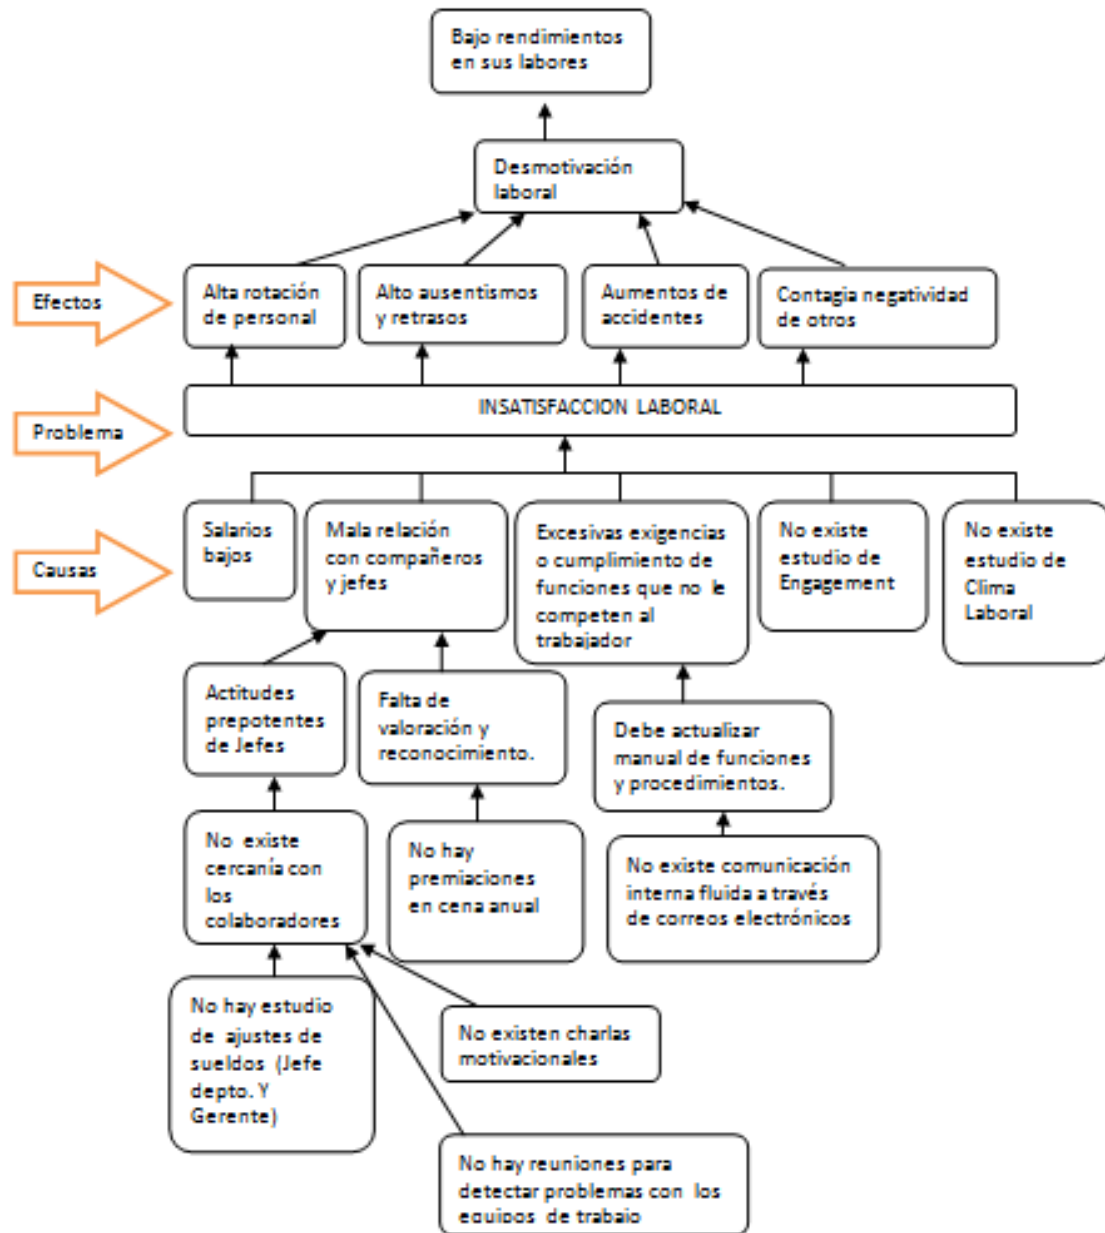 Bajo rendimientos
en sus labores
Desmotivación
laboral
Efectos
Alta rotación
de personal
Alto ausentismos
y retrasos
Aumentos de
accidentes
Contagia negatividad
de otros
Problema
INSATISFACCION LABORAL
Causas
Salarios
bajos
Mala relación
con compañeros
y jefes
Excesivas exigencias
o cumplimiento de
funciones que no le
competen al
trabajador
No existe
estudio de
Engagement
No existe
estudio de
Clima
Laboral
Actitudes
prepotentes
de Jefes
Falta de
valoración y
reconocimiento.
Debe actualizar
manual de funciones
y procedimientos.
No existe
cercanía con
los
colaboradores
No hay
premiaciones
en cena anual
No existe comunicación
interna fluida a través
de correos electrónicos
No hay estudio
de ajustes de
sueldos (Jefe
depto. Y
Gerente)
No existen charlas
motivacionales
No hay reuniones para
detectar problemas con los
equipos de trabajo